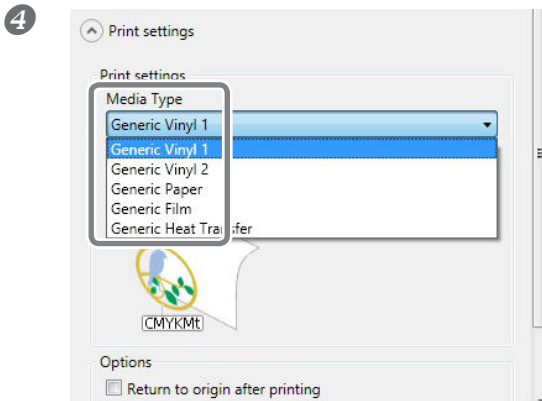 4
Print settings
Print settings
Media Type
Generic Vinyl 1
Generic Vinyl 1
Generic Vinyl 2
Generic Paper
Generic Film
Generic Heat Transfer
CMYKMt
Options
Return to origin after printing